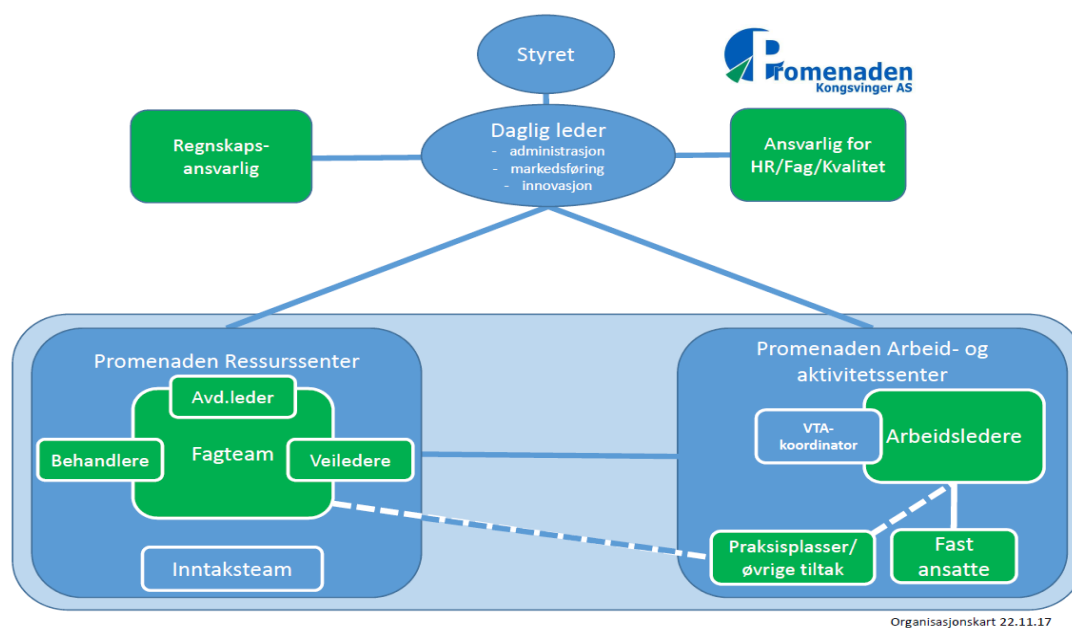 Styret
Promenaden
Kongsvinger AS
Regnskaps-
ansvarlig
Daglig leder
- administrasjon
- markedsføring
- innovasjon
Ansvarlig for
HR/Fag/Kvalitet
Promenaden Ressurssenter
Avd.leder
Behandlere
Fagteam
Veiledere
Inntaksteam
Promenaden Arbeid- og
aktivitetssenter
VTA-
koordinator
Arbeidsledere
Praksisplasser/
øvrige tiltak
Fast
ansatte
Organisasjonskart 22.11.17